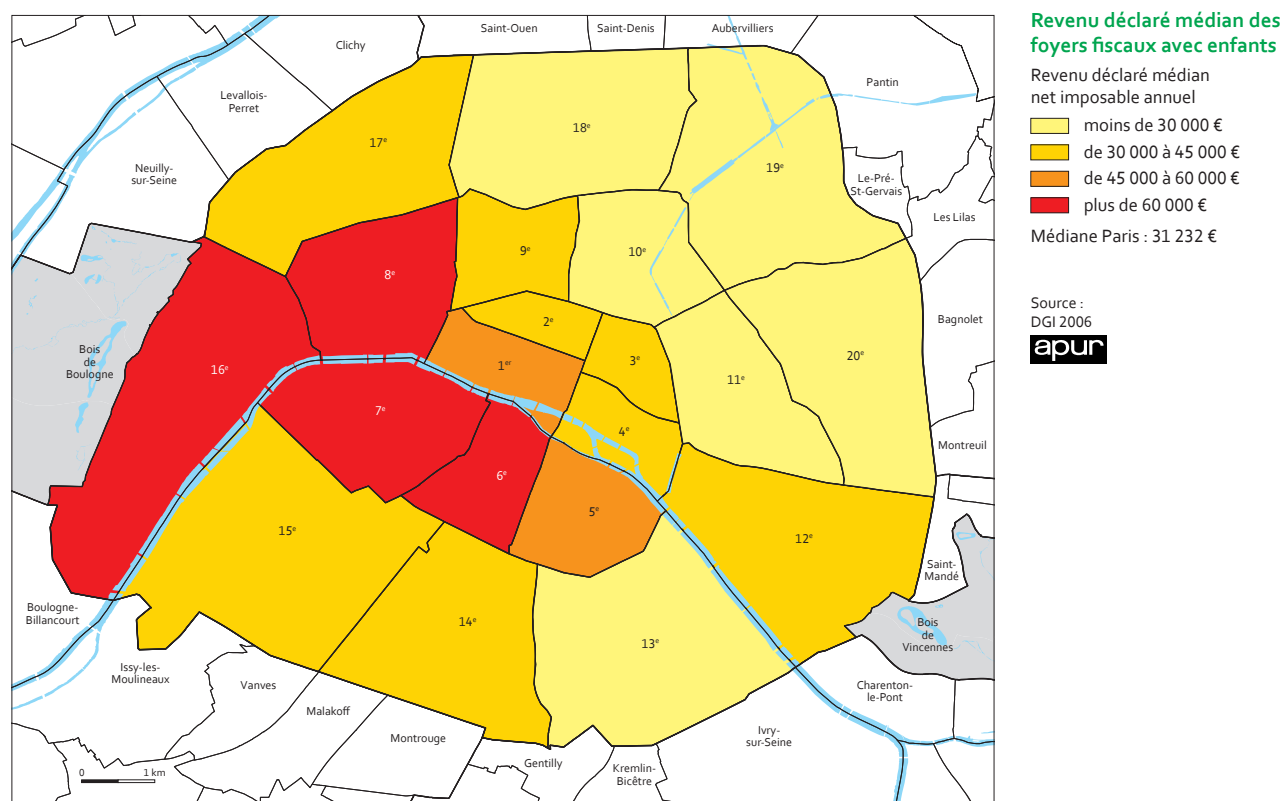 Saint-Ouen
Saint-Denis
Aubervilliers
Clichy
Pantin
Levallois-
Perret
Neuilly-
sur-Seine
Le-Pré-
St-Gervais
Les Lilas
Bagnolet
Montreuil
Bois
de
Boulogne
17e
18e
19e
8e
9e
10e
2e
1er
3e
20e
11e
16e
7e
4e
6e
5e
15e
12e
14e
13e
Saint-
Mandé
Bois
de
Vincennes
Boulogne-
Billancourt
Issy-les-
Moulineaux
Vanves
Malakoff
Montrouge
Gentilly
Kremlin-
Bicêtre
Ivry-
sur-Seine
Charenton-
le-Pont
0 1 km
Revenu déclaré médian des
foyers fiscaux avec enfants
Revenu déclaré médian
net imposable annuel
moins de 30 000 €
de 30 000 à 45 000 €
de 45 000 à 60 000 €
plus de 60 000 €
Médiane Paris : 31 232 €
Source :
DGI 2006
apur